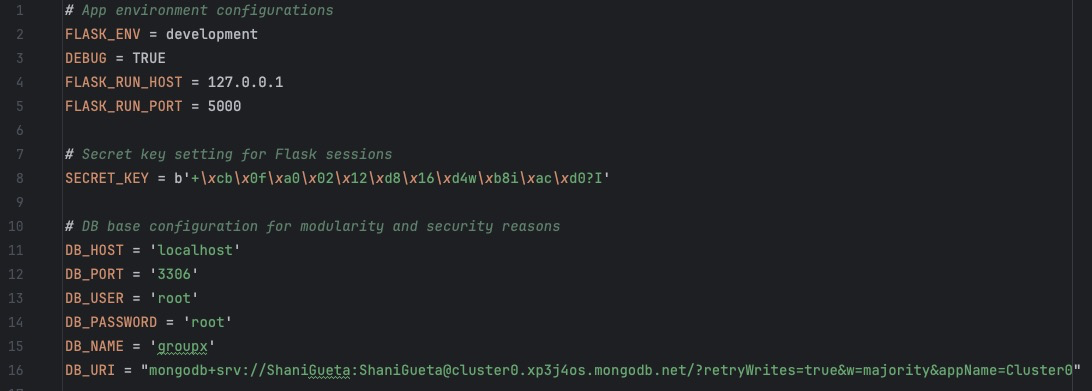 1 # App environment configurations
2 FLASK_ENV = development
3 DEBUG = TRUE
4 FLASK_RUN_HOST = 127.0.0.1
5 FLASK_RUN_PORT = 5000
6
7 # Secret key setting for Flask sessions
8 SECRET_KEY = b'+\xcb\x0f\xa0\x02\x12\xd8\x16\xd4w\xb8i\xac\xd0?I'
9
10 # DB base configuration for modularity and security reasons
11 DB_HOST = 'localhost'
12 DB_PORT = '3306'
13 DB_USER = 'root'
14 DB_PASSWORD = 'root'
15 DB_NAME = 'groupx'
16 DB_URI = "mongodb+srv://ShaniGueta:ShaniGueta@cluster0.xp3j4os.mongodb.net/?retryWrites=true&w=majority&appName=Cluster0"